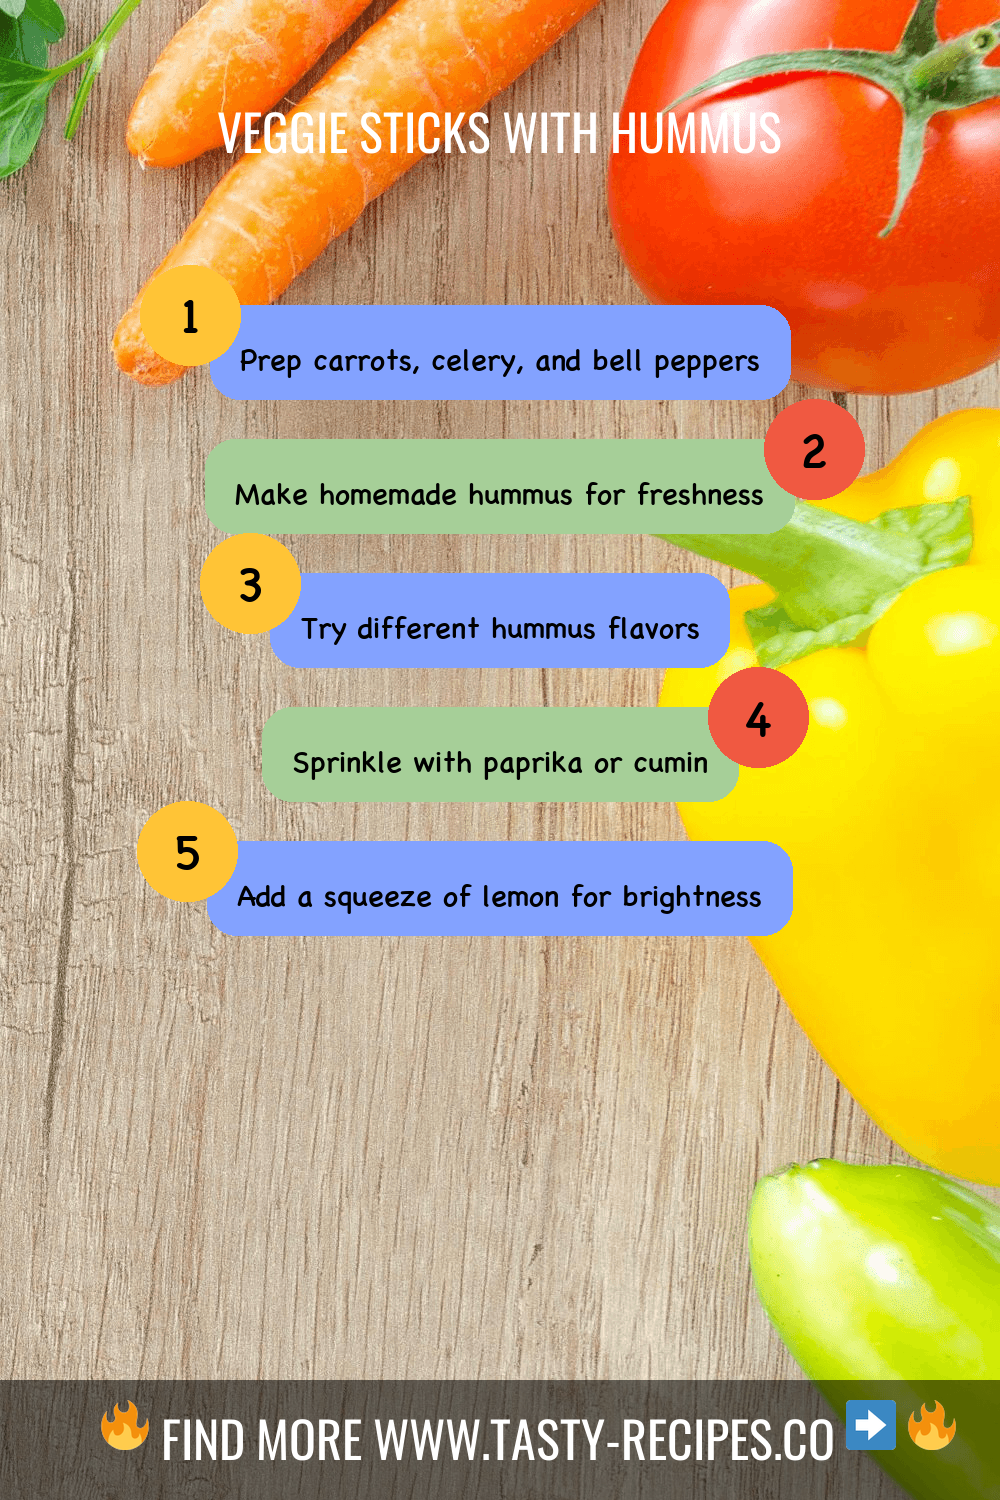 VEGGIE STICKS WITH HUMMUS
1
Prep carrots, celery, and bell peppers
2
Make homemade hummus for freshness
3
Try different hummus flavors
4
Sprinkle with paprika or cumin
5
Add a squeeze of lemon for brightness
🔥 FIND MORE WWW.TASTY-RECIPES.CO ➡️ 🔥